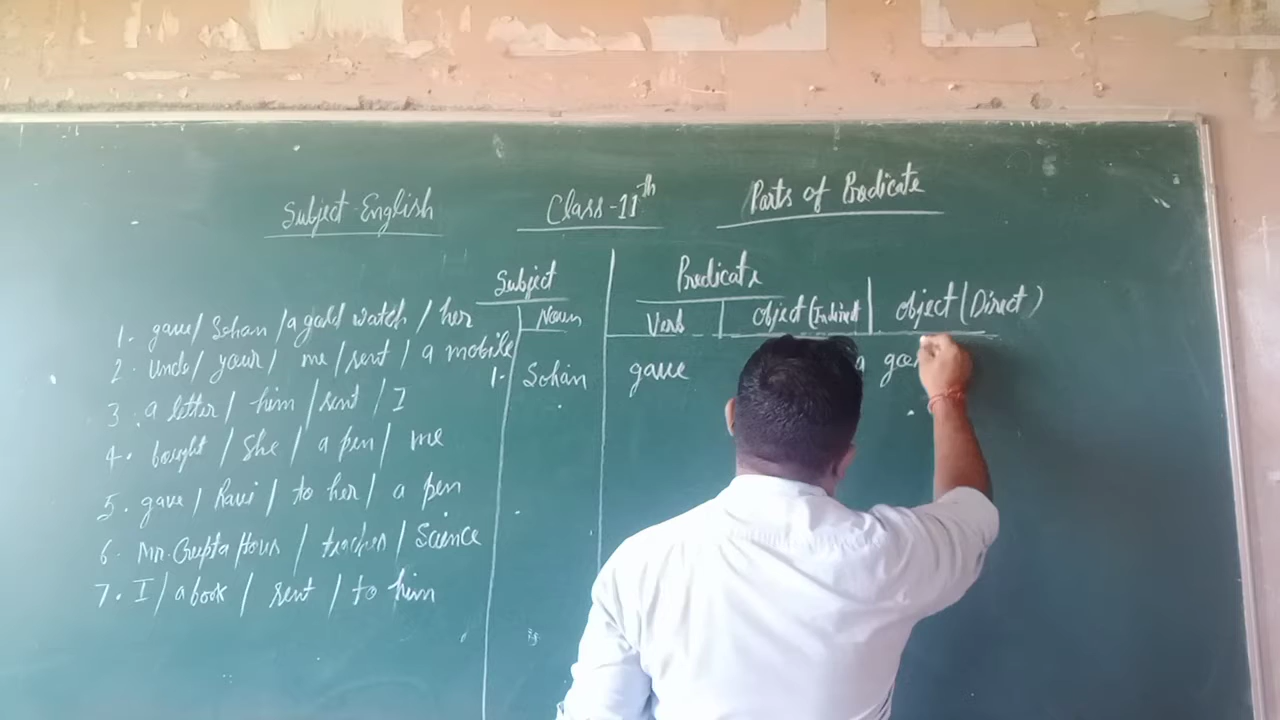 Subject-English Class-11th Parts of Predicate
Subject Predicate
Noun Verb Object (Indirect Object (Direct)
1. gave / Sohan / a gold watch / her
2. Uncle / your / me / sent / a mobile
3. a letter / him / sent / I
4. bought / She / a pen / me
5. gave / Ravi / to her / a pen
6. Mr. Gupta / / Science
7. I / a book / sent / to him
1. Sohan gave a